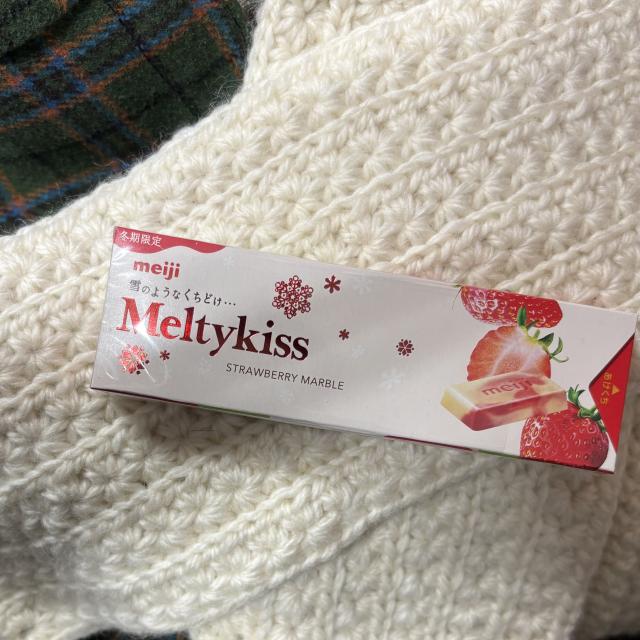 冬期限定
meiji
雪のようなくちどけ…
Meltykiss
STRAWBERRY MARBLE
meiji
あけくち